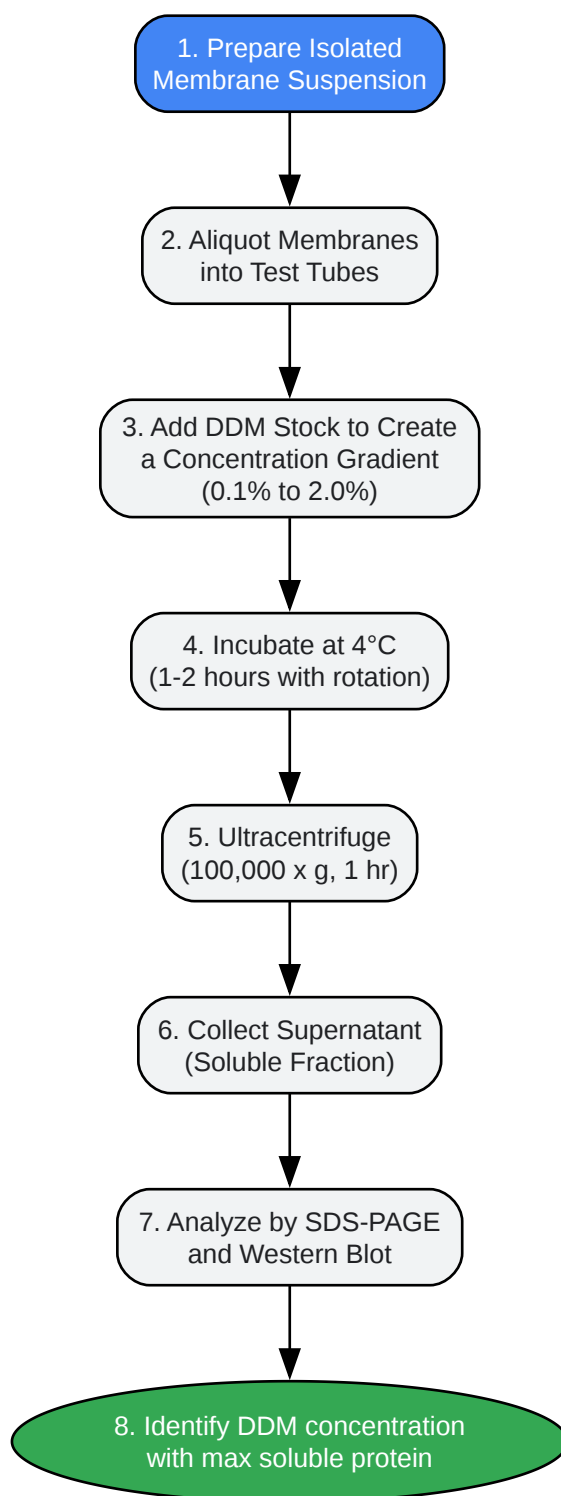 1. Prepare Isolated
Membrane Suspension
2. Aliquot Membranes
into Test Tubes
3. Add DDM Stock to Create
a Concentration Gradient
(0.1% to 2.0%)
4. Incubate at 4°C
(1-2 hours with rotation)
5. Ultracentrifuge
(100,000 x g, 1 hr)
6. Collect Supernatant
(Soluble Fraction)
7. Analyze by SDS-PAGE
and Western Blot
8. Identify DDM concentration
with max soluble protein